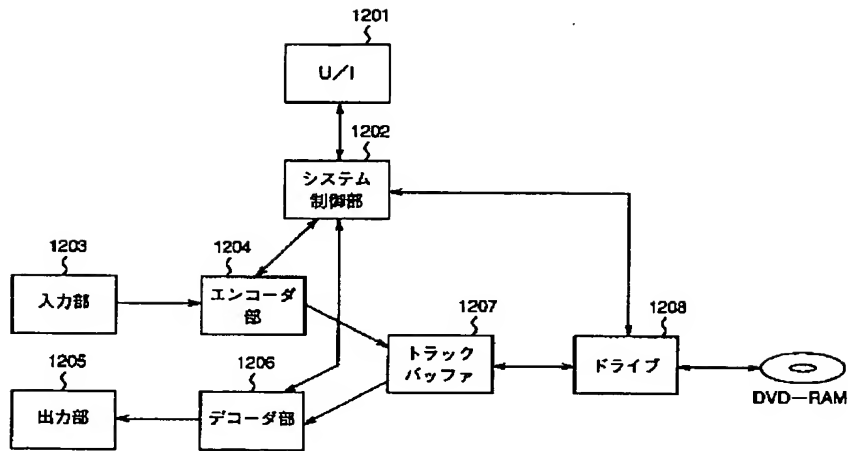 1201
U/I
1202
システム
制御部
1203
入力部
1204
エンコーダ
部
1205
出力部
1206
デコーダ部
1207
トラック
バッファ
1208
ドライブ
DVD−RAM